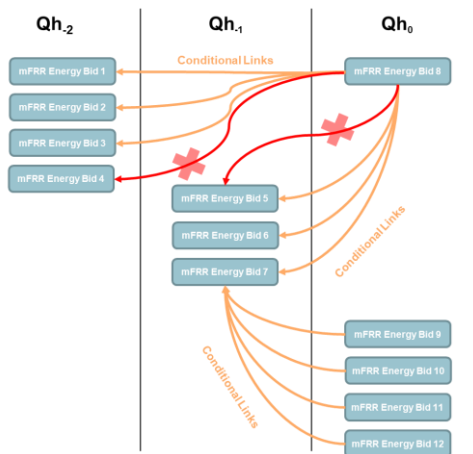 Qh-2 Qh-1 Qh0
Conditional Links
mFRR Energy Bid 1
mFRR Energy Bid 8
mFRR Energy Bid 2
mFRR Energy Bid 3
mFRR Energy Bid 4
mFRR Energy Bid 5
mFRR Energy Bid 6
mFRR Energy Bid 7
Conditional Links
mFRR Energy Bid 9
mFRR Energy Bid 10
mFRR Energy Bid 11
mFRR Energy Bid 12
Conditional Links